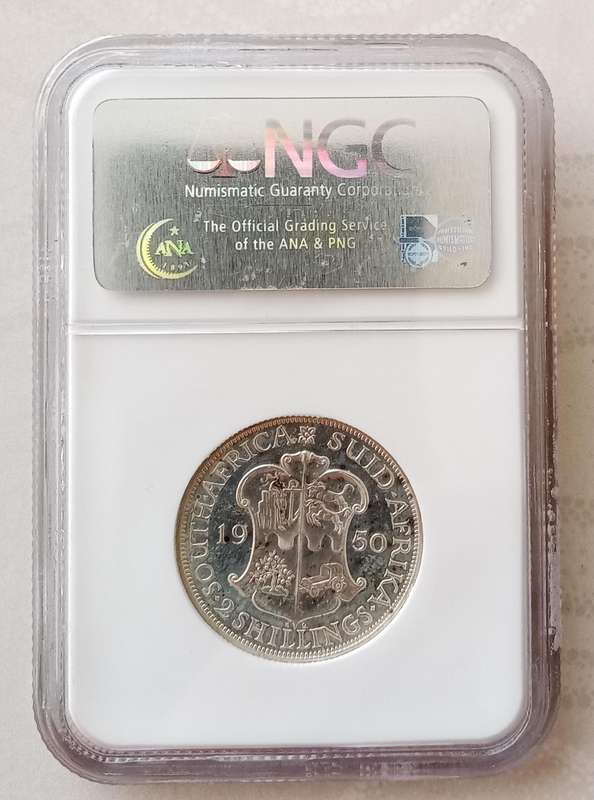 NGC
Numismatic Guaranty Corporation
The Official Grading Service
of the ANA & PNG
ANA
SOUTH AFRICA SUID-AFRIKA
19 50
2 SHILLINGS